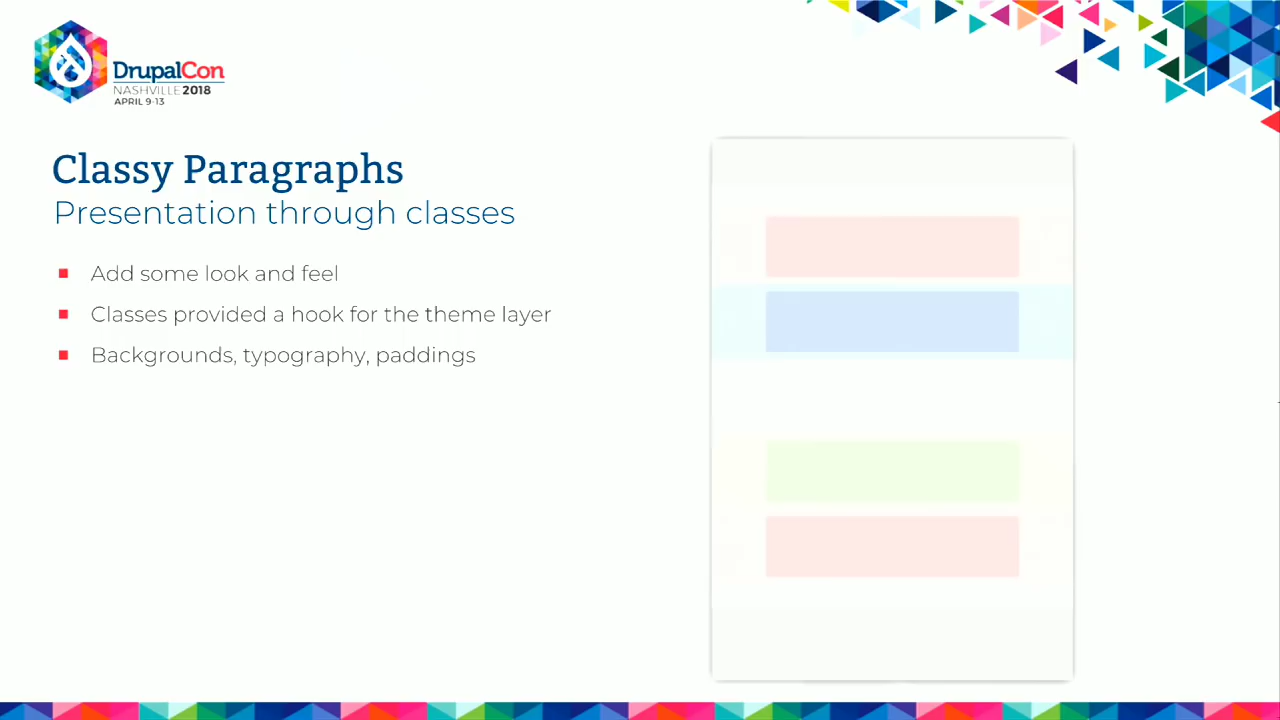 DrupalCon
NASHVILLE 2018
APRIL 9-13
Classy Paragraphs
Presentation through classes
Add some look and feel
Classes provided a hook for the theme layer
Backgrounds, typography, paddings